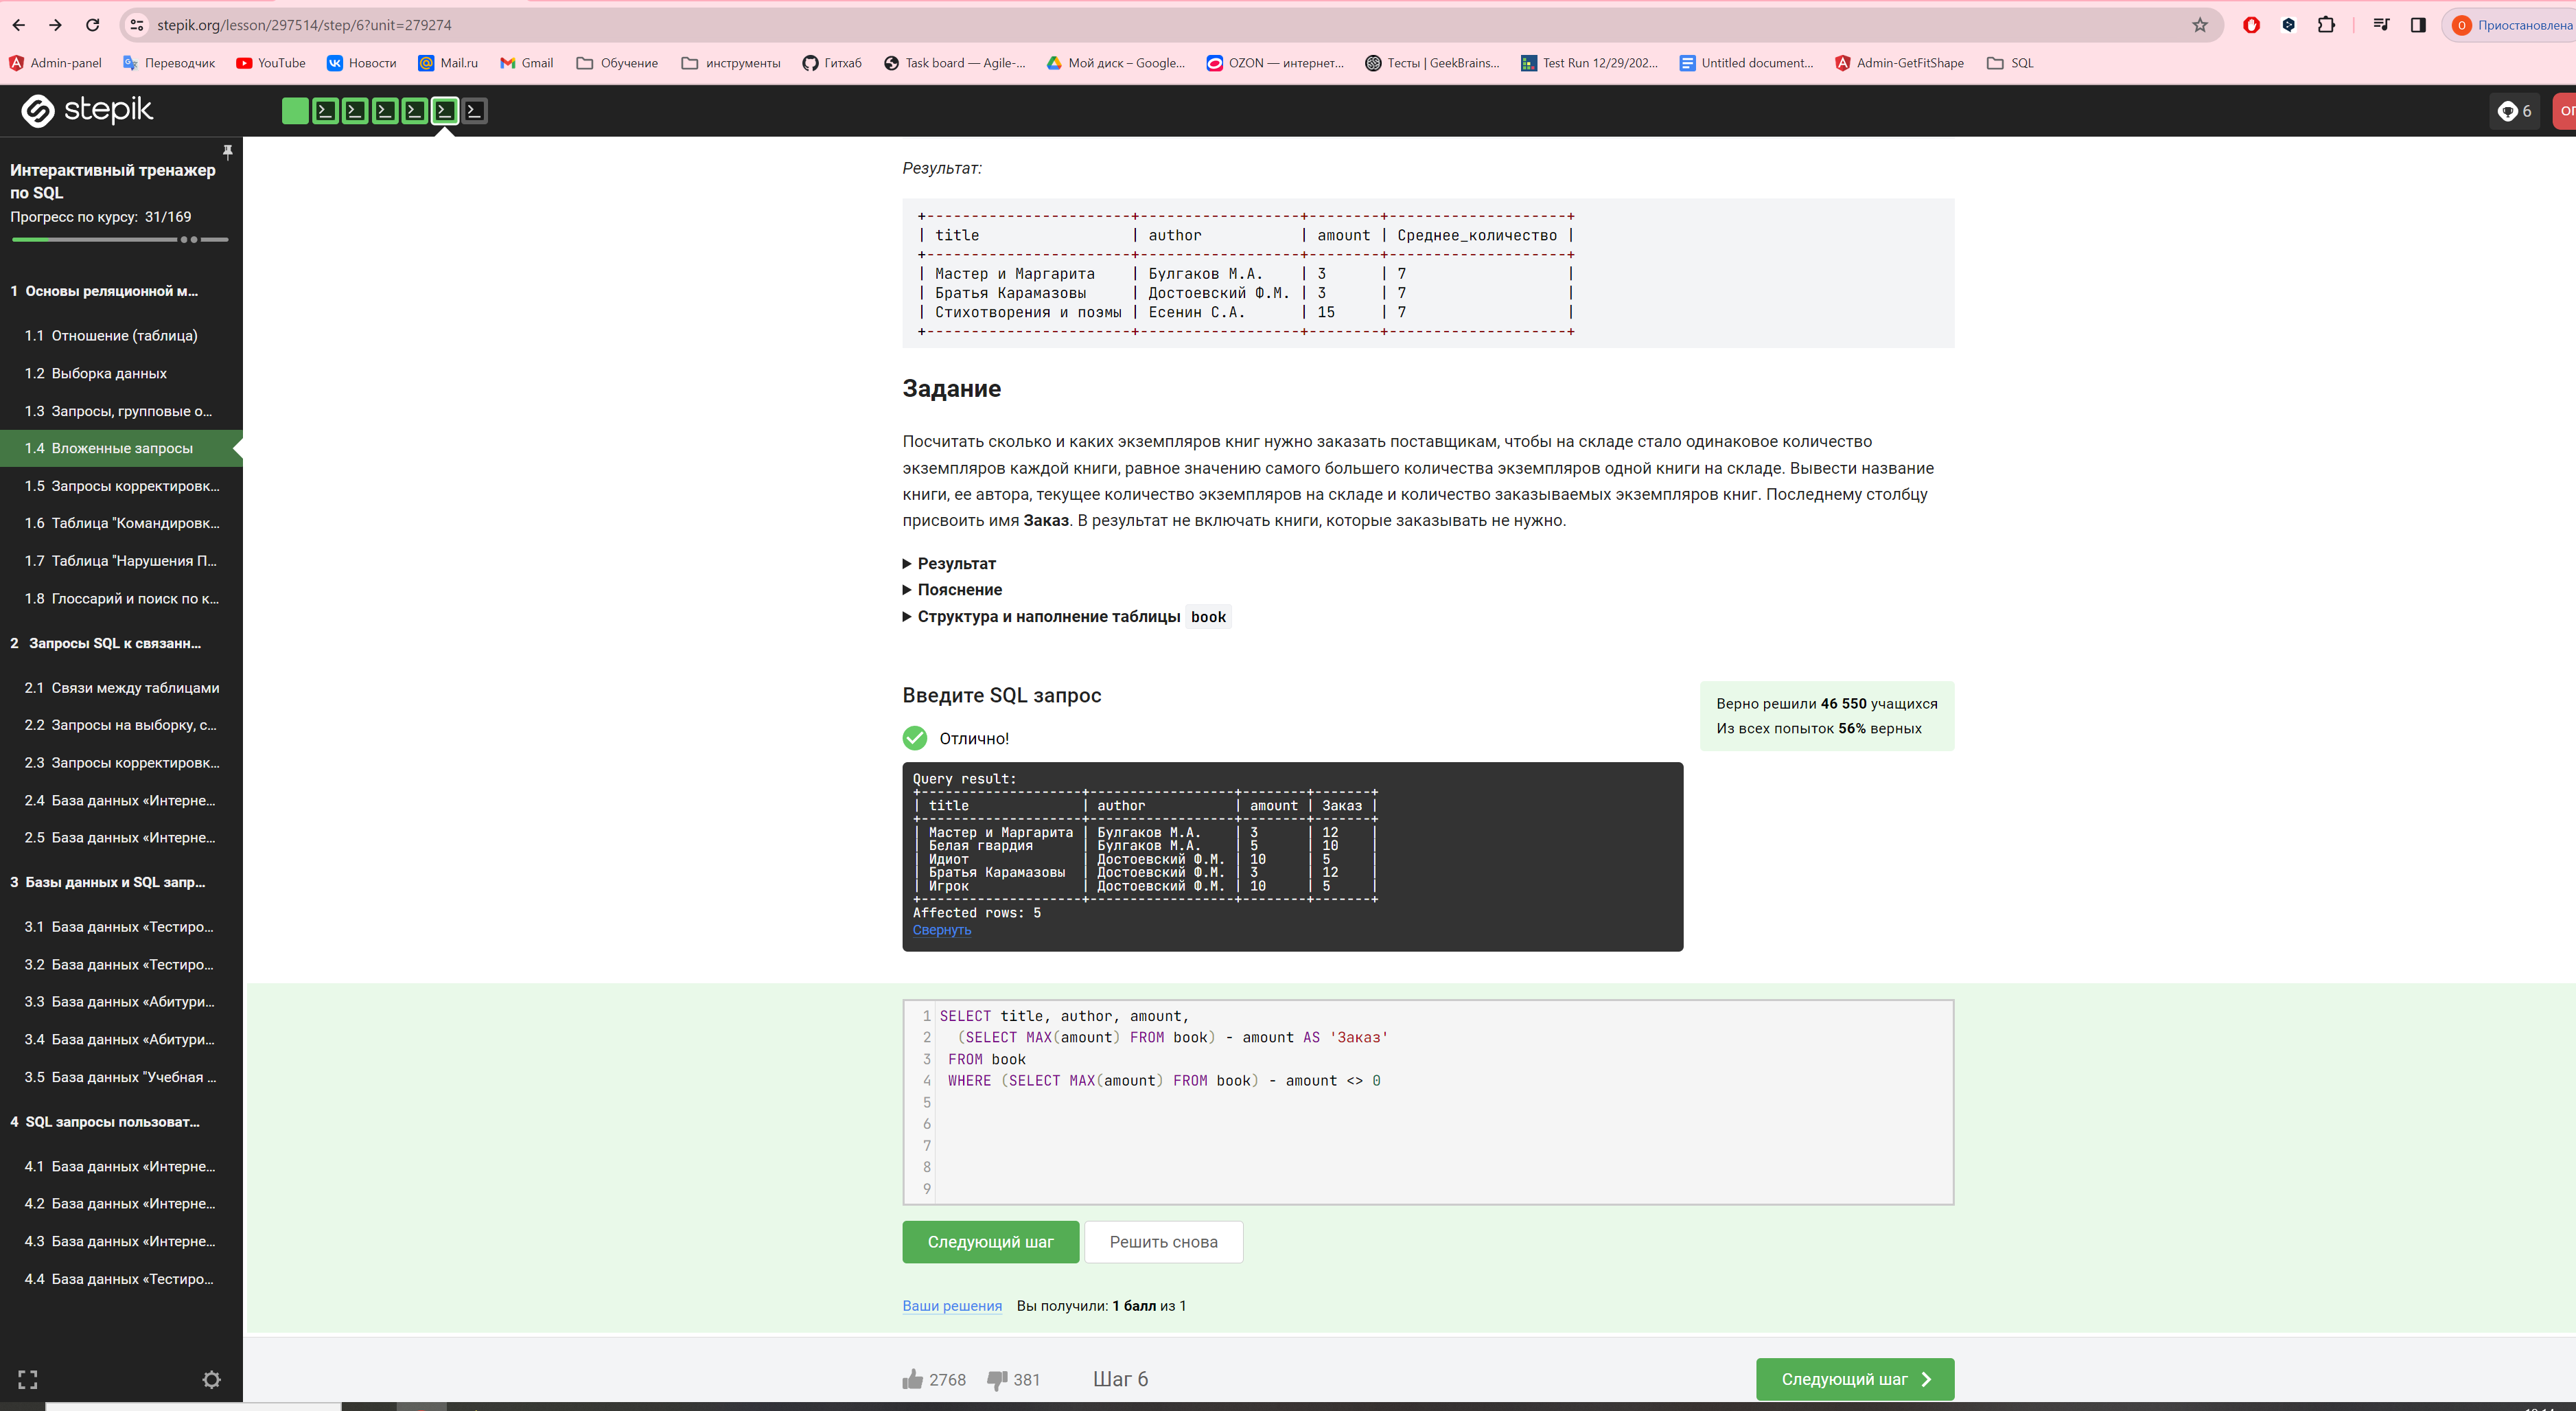 stepik.org/lesson/297514/step/6?unit=279274
Приостановлена
Admin-panel
Переводчик
YouTube
Новости
Mail.ru
Gmail
Обучение
инструменты
Гитхаб
Task board — Agile-...
Мой диск – Google...
OZON — интернет...
Тесты | GeekBrains...
Test Run 12/29/202...
Untitled document...
Admin-GetFitShape
SQL
stepik
6
Интерактивный тренажер
по SQL
Прогресс по курсу: 31/169
1 Основы реляционной м...
1.1 Отношение (таблица)
1.2 Выборка данных
1.3 Запросы, групповые о...
1.4 Вложенные запросы
1.5 Запросы корректировк...
1.6 Таблица "Командировк...
1.7 Таблица "Нарушения П...
1.8 Глоссарий и поиск по к...
2 Запросы SQL к связанн...
2.1 Связи между таблицами
2.2 Запросы на выборку, с...
2.3 Запросы корректировк...
2.4 База данных «Интерне...
2.5 База данных «Интерне...
3 Базы данных и SQL запр...
3.1 База данных «Тестиро...
3.2 База данных «Тестиро...
3.3 База данных «Абитури...
3.4 База данных «Абитури...
3.5 База данных "Учебная ...
4 SQL запросы пользоват...
4.1 База данных «Интерне...
4.2 База данных «Интерне...
4.3 База данных «Интерне...
4.4 База данных «Тестиро...
Результат:
+-----------------------+------------------+--------+--------------------+
| title                 | author           | amount | Среднее_количество |
+-----------------------+------------------+--------+--------------------+
| Мастер и Маргарита    | Булгаков М.А.    | 3      | 7                  |
| Братья Карамазовы     | Достоевский Ф.М. | 3      | 7                  |
| Стихотворения и поэмы | Есенин С.А.      | 15     | 7                  |
+-----------------------+------------------+--------+--------------------+
Задание
Посчитать сколько и каких экземпляров книг нужно заказать поставщикам, чтобы на складе стало одинаковое количество
экземпляров каждой книги, равное значению самого большего количества экземпляров одной книги на складе. Вывести название
книги, ее автора, текущее количество экземпляров на складе и количество заказываемых экземпляров книг. Последнему столбцу
присвоить имя Заказ. В результат не включать книги, которые заказывать не нужно.
Результат
Пояснение
Структура и наполнение таблицы book
Введите SQL запрос
Верно решили 46 550 учащихся
Из всех попыток 56% верных
Отлично!
Query result:
+--------------------+------------------+--------+-------+
| title              | author           | amount | Заказ |
+--------------------+------------------+--------+-------+
| Мастер и Маргарита | Булгаков М.А.    | 3      | 12    |
| Белая гвардия      | Булгаков М.А.    | 5      | 10    |
| Идиот              | Достоевский Ф.М. | 10     | 5     |
| Братья Карамазовы  | Достоевский Ф.М. | 3      | 12    |
| Игрок              | Достоевский Ф.М. | 10     | 5     |
+--------------------+------------------+--------+-------+
Affected rows: 5
Свернуть
1 SELECT title, author, amount,
2   (SELECT MAX(amount) FROM book) - amount AS 'Заказ'
3  FROM book
4  WHERE (SELECT MAX(amount) FROM book) - amount <> 0
5
6
7
8
9
Следующий шаг
Решить снова
Ваши решения Вы получили: 1 балл из 1
2768
381
Шаг 6
Следующий шаг